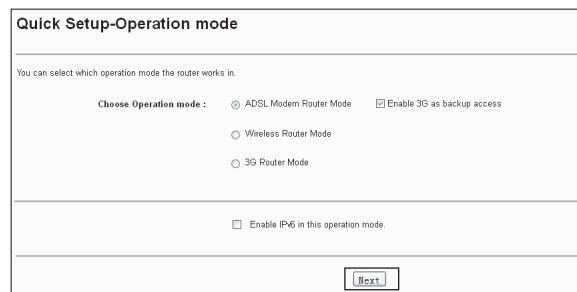 Quick Setup-Operation mode
You can select which operation mode the router works in.
Choose Operation mode : ADSL Modem Router Mode Enable 3G as backup access
Wireless Router Mode
3G Router Mode
Enable IPv6 in this operation mode.
Next